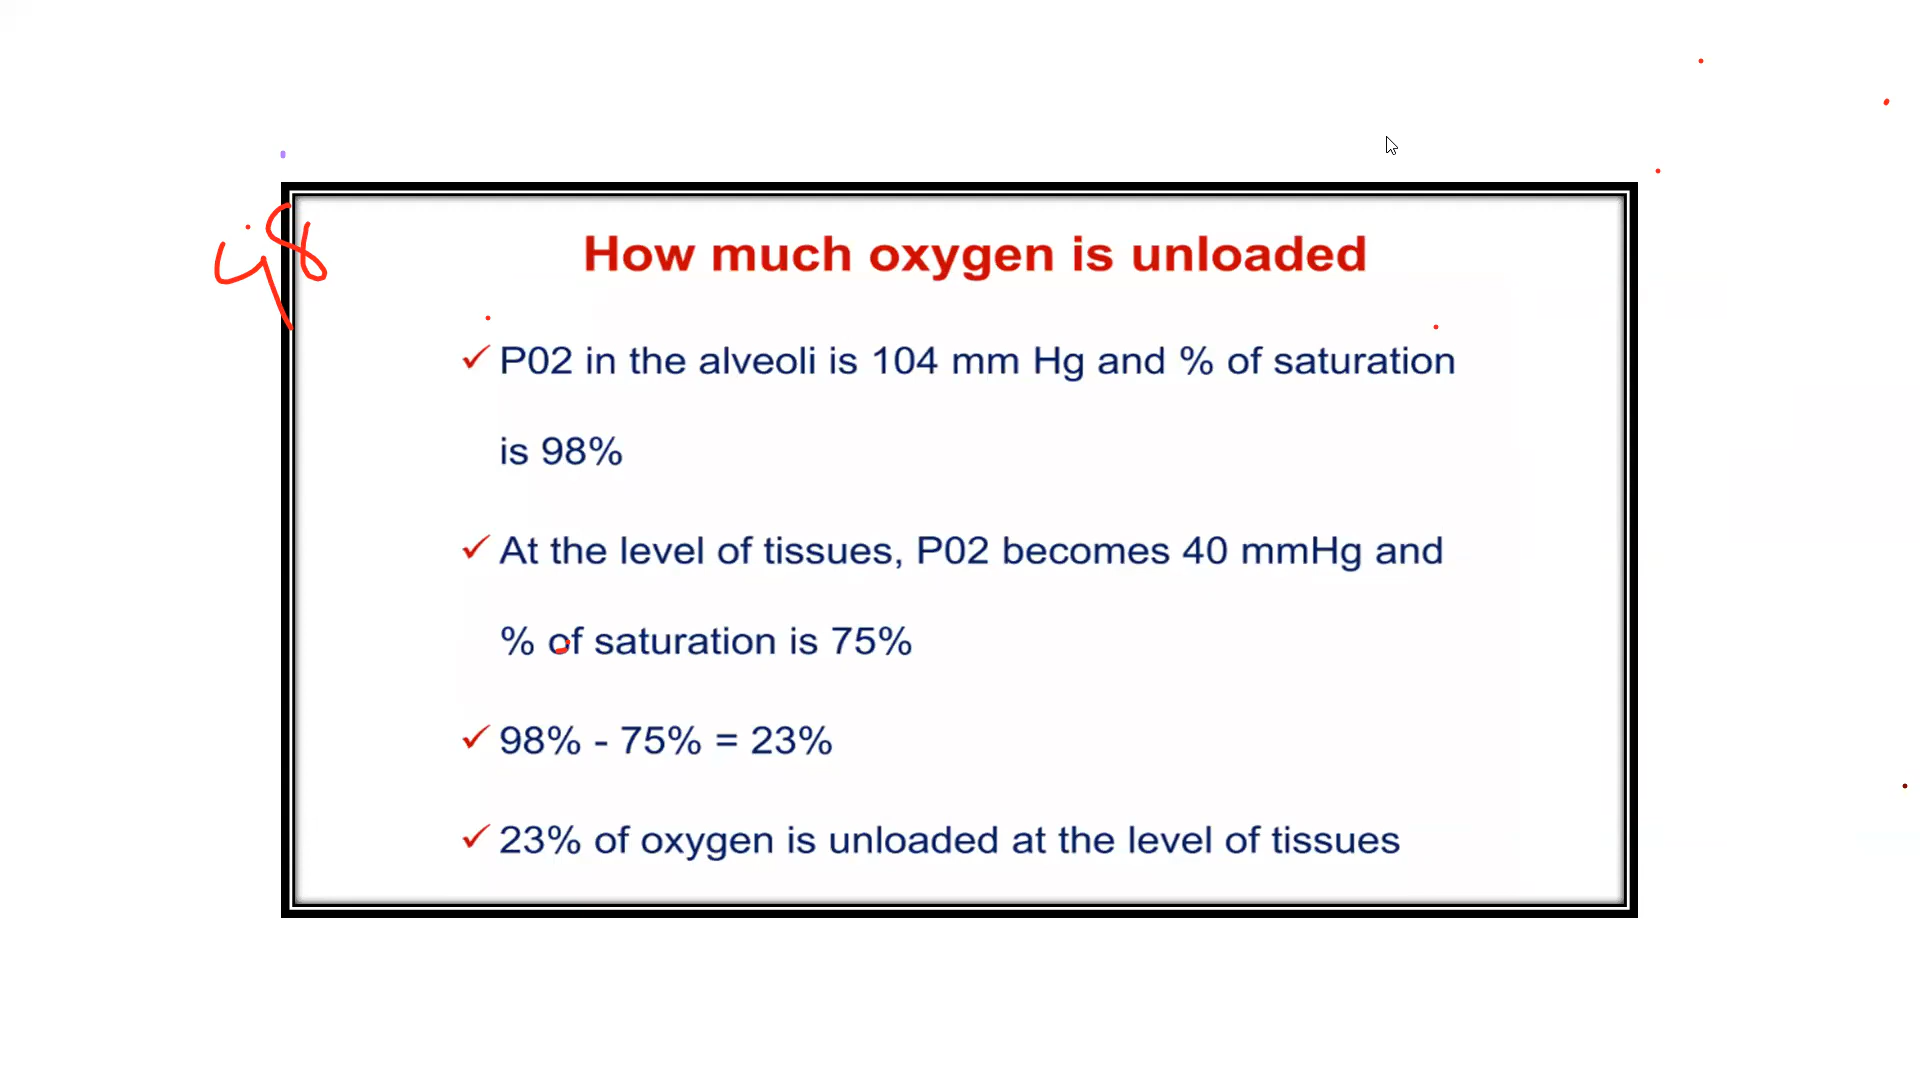 How much oxygen is unloaded
✓ P02 in the alveoli is 104 mm Hg and % of saturation
is 98%
✓ At the level of tissues, P02 becomes 40 mmHg and
% of saturation is 75%
✓ 98% - 75% = 23%
✓ 23% of oxygen is unloaded at the level of tissues